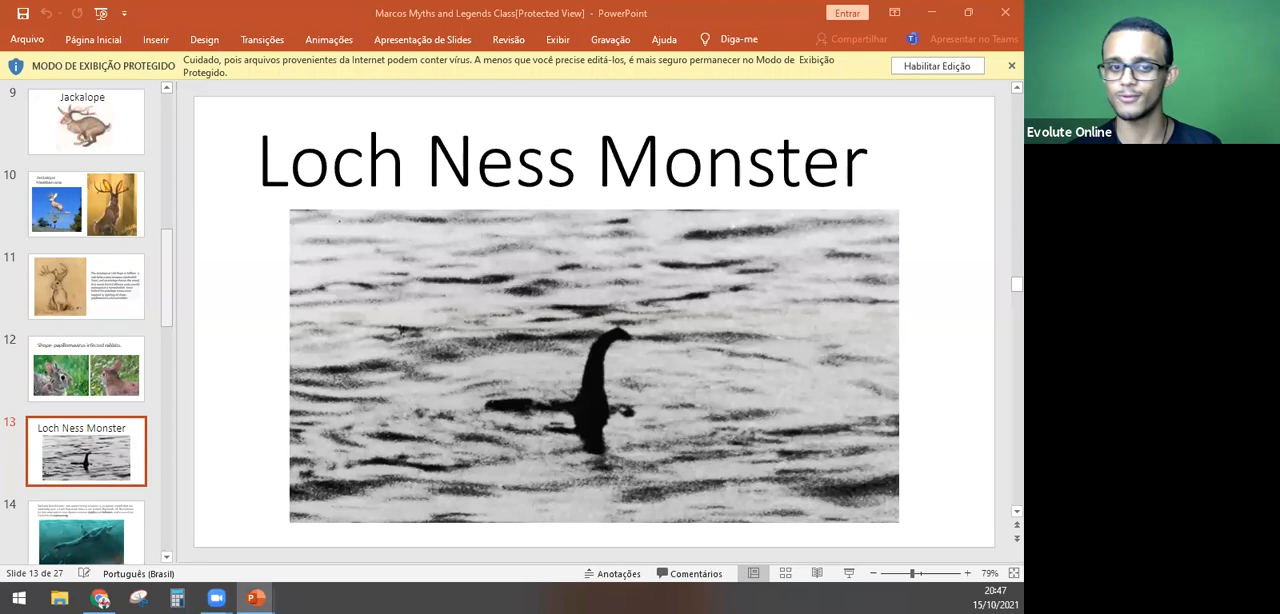 Marcos Myths and Legends Class[Protected View] - PowerPoint
Entrar
Arquivo Página Inicial Inserir Design Transições Animações Apresentação de Slides Revisão Exibir Gravação Ajuda Diga-me Compartilhar Apresentar no Teams
MODO DE EXIBIÇÃO PROTEGIDO Cuidado, pois arquivos provenientes da Internet podem conter vírus. A menos que você precise editá-los, é mais seguro permanecer no Modo de Exibição
Protegido.
Habilitar Edição
9
Jackalope
10
11
12
13
Loch Ness Monster
14
Loch Ness Monster
Evolute Online
Slide 13 de 27 Português (Brasil) Anotações Comentários 79%
20:47
15/10/2021